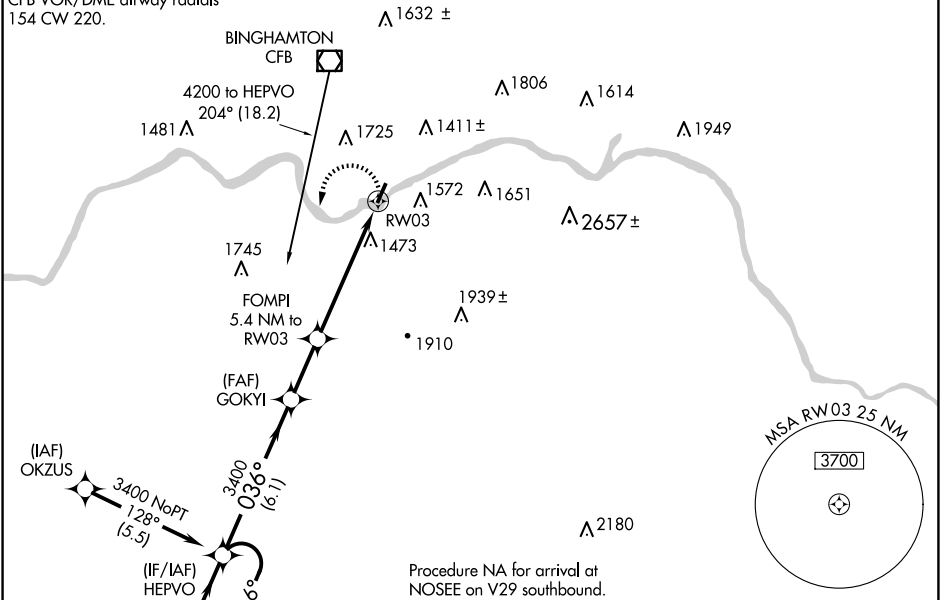 CFB VOR/DME airway radials
154 CW 220.
1632 ±
BINGHAMTON
CFB
4200 to HEPVO
204° (18.2)
1481
1725
1411±
1806
1614
1949
1572
1651
2657±
RW03
1473
1745
FOMPI
5.4 NM to
RW03
1939±
1910
(FAF)
GOKYI
MSA RW03 25 NM
3700
(IAF)
OKZUS
3400 NoPT
128°
(5.5)
3400
036°
(6.1)
2180
(IF/IAF)
HEPVO
6°
Procedure NA for arrival at
NOSEE on V29 southbound.